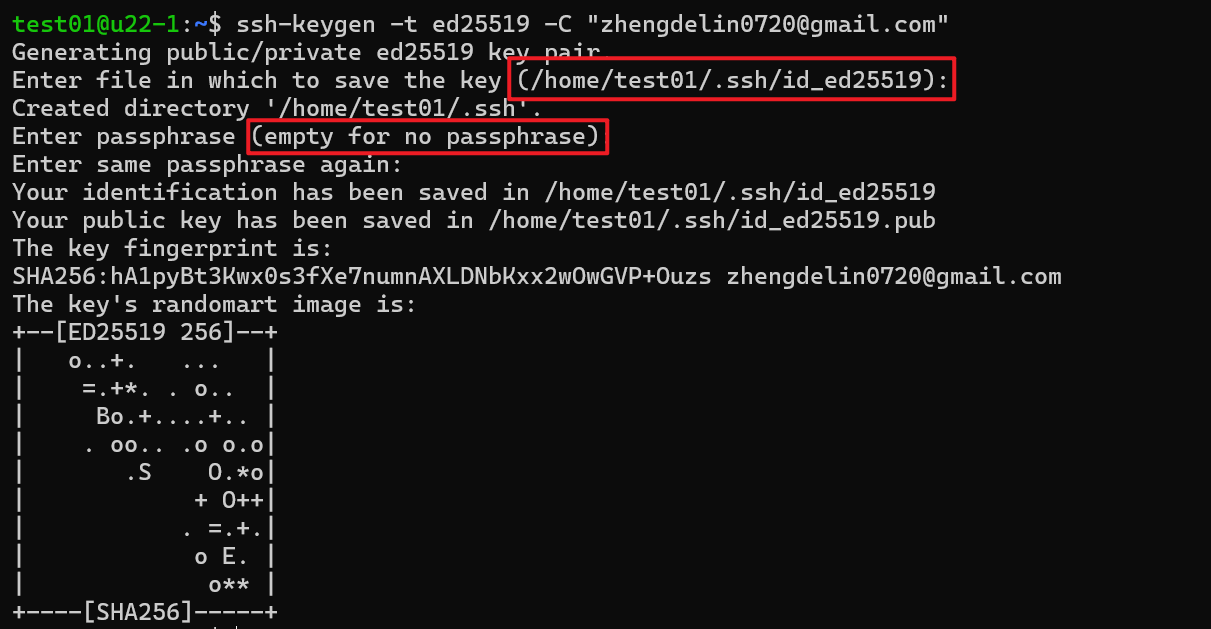 test01@u22-1:~$ ssh-keygen -t ed25519 -C "zhengdelin0720@gmail.com"
Generating public/private ed25519 key pair.
Enter file in which to save the key (/home/test01/.ssh/id_ed25519):
Created directory '/home/test01/.ssh'.
Enter passphrase (empty for no passphrase)
Enter same passphrase again:
Your identification has been saved in /home/test01/.ssh/id_ed25519
Your public key has been saved in /home/test01/.ssh/id_ed25519.pub
The key fingerprint is:
SHA256:hA1pyBt3Kwx0s3fXe7numnAXLDNbKxx2wOwGVP+Ouzs zhengdelin0720@gmail.com
The key's randomart image is:
+--[ED25519 256]--+
|   o..+.   ...   |
|    =.+*. . o..  |
|     Bo.+....+.. |
|    . oo.. .o o.o|
|       .S    O.*o|
|            + O++|
|           . =.+.|
|            o E. |
|             o** |
+----[SHA256]-----+